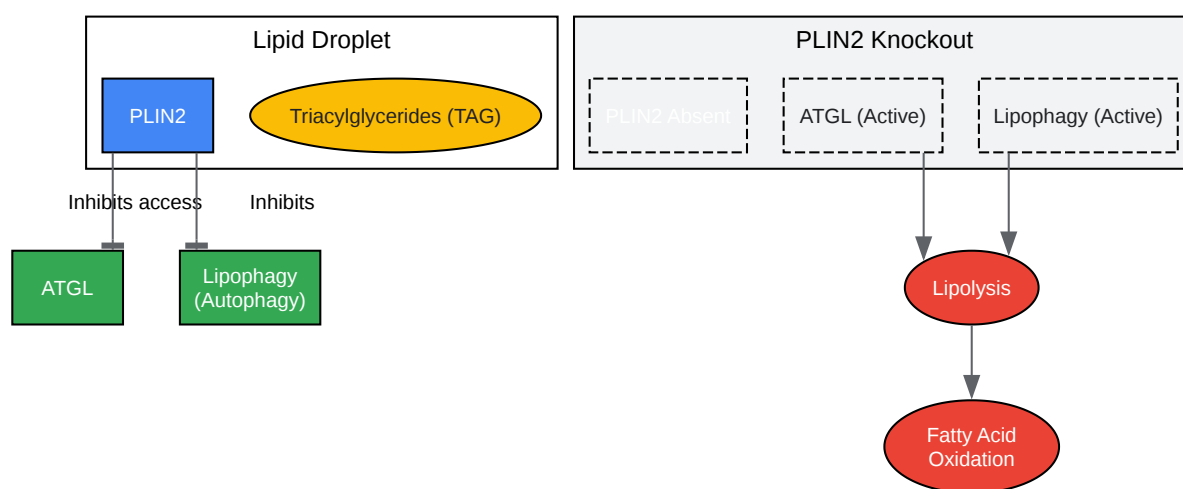 Lipid Droplet
PLIN2
Triacylglycerides (TAG)
Inhibits access
Inhibits
ATGL
Lipophagy
(Autophagy)
PLIN2 Knockout
PLIN2 Absent
ATGL (Active)
Lipophagy (Active)
Lipolysis
Fatty Acid
Oxidation